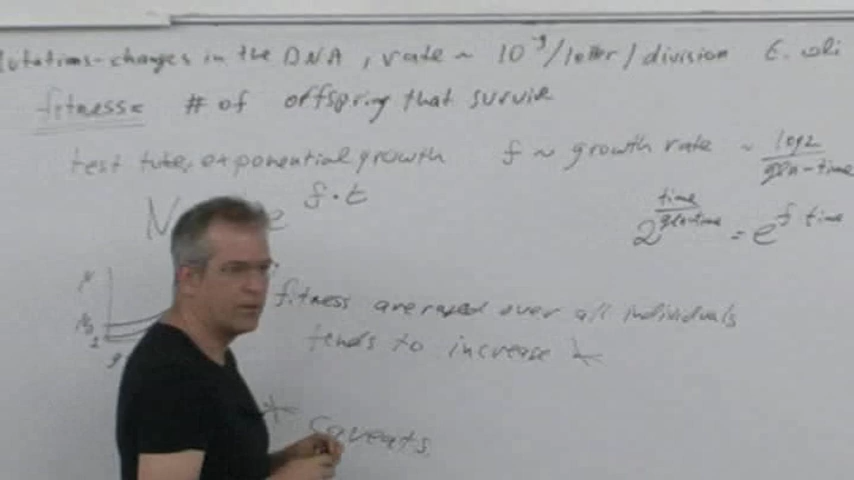 Mutations-changes in the DNA, rate ~ 10^-9/letter/division E. coli
fitness= # of offspring that survive
test tube, exponential growth f ~ growth rate ~ log2/gen-time
N e^f·t
2^time/gen-time = e^f time
N
fitness averaged over all individuals
tends to increase *
* Caveats